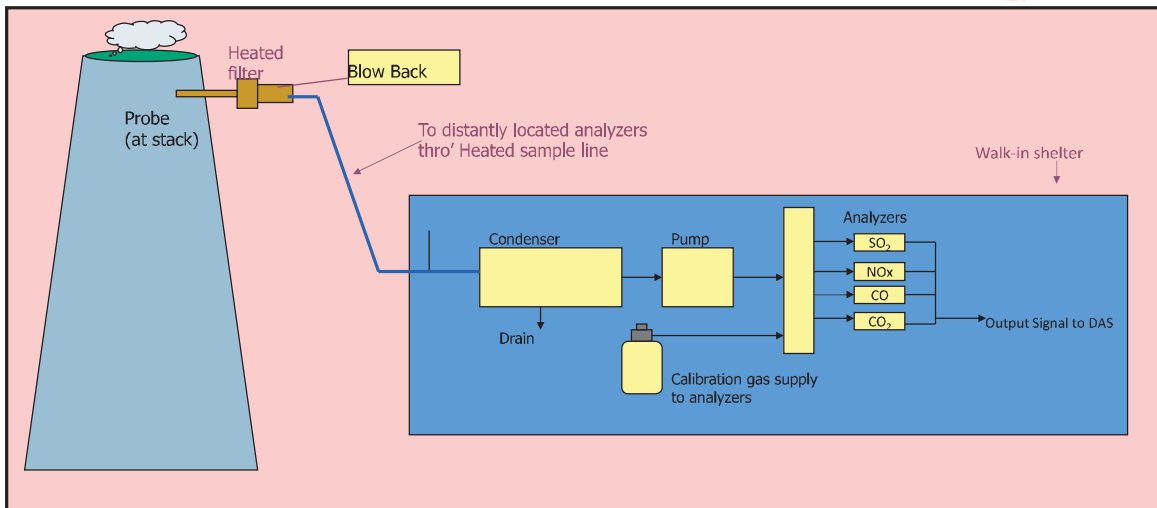 Heated
filter
Blow Back
Probe
(at stack)
To distantly located analyzers
thro' Heated sample line
Walk-in shelter
Condenser
Pump
Analyzers
SO₂
NOx
CO
CO₂
Drain
Output Signal to DAS
Calibration gas supply
to analyzers